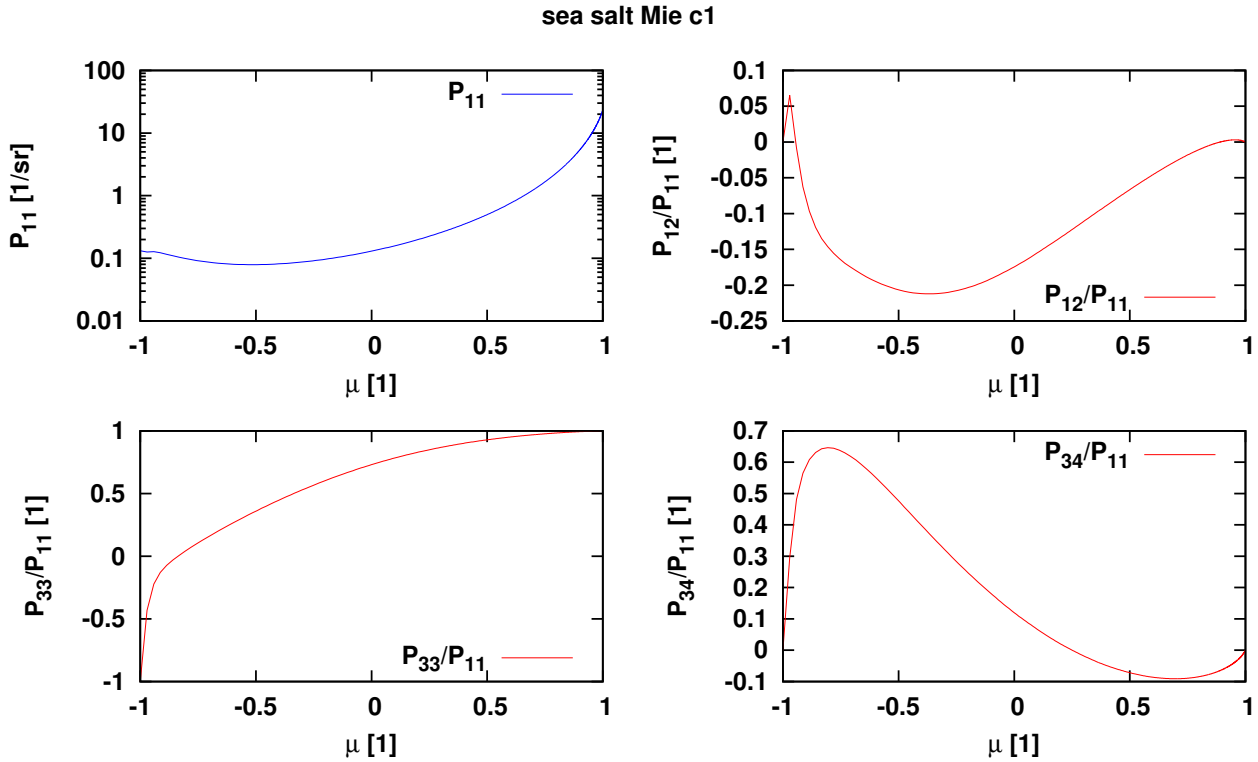 sea salt Mie c1
P11 [1/sr]
100
10
1
0.1
0.01
P11
-1 -0.5 0 0.5 1
μ [1]
P12/P11 [1]
0.1
0.05
0
-0.05
-0.1
-0.15
-0.2
-0.25
P12/P11
-1 -0.5 0 0.5 1
μ [1]
P33/P11 [1]
1
0.5
0
-0.5
-1
P33/P11
-1 -0.5 0 0.5 1
μ [1]
P34/P11 [1]
0.7
0.6
0.5
0.4
0.3
0.2
0.1
0
-0.1
P34/P11
-1 -0.5 0 0.5 1
μ [1]